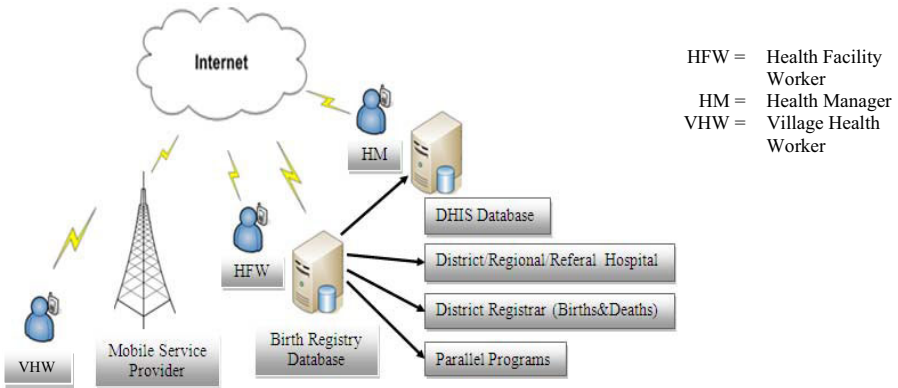 Internet
HFW = Health Facility
Worker
HM = Health Manager
VHW = Village Health
Worker
HM
DHIS Database
HFW
District/Regional/Referal Hospital
District Registrar (Births&Deaths)
Birth Registry
Database
Parallel Programs
Mobile Service
Provider
VHW